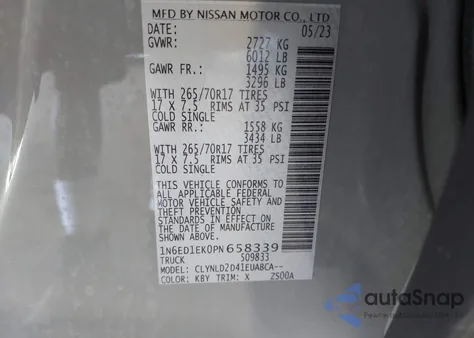 MFD BY NISSAN MOTOR CO., LTD
DATE: 05/23
GVWR: 2727 KG
6012 LB
GAWR FR.: 1495 KG
3296 LB
WITH 265/70R17 TIRES
17 X 7.5 RIMS AT 35 PSI
COLD SINGLE
GAWR RR.: 1558 KG
3434 LB
WITH 265/70R17 TIRES
17 X 7.5 RIMS AT 35 PSI
COLD SINGLE
THIS VEHICLE CONFORMS TO
ALL APPLICABLE FEDERAL
MOTOR VEHICLE SAFETY AND
THEFT PREVENTION
STANDARDS IN EFFECT ON
THE DATE OF MANUFACTURE
SHOWN ABOVE.
1N6ED1EK0PN658339
TRUCK S09833
MODEL: CLYNLD2D41EUABCA--
COLOR: KBY TRIM: X ZS00A
autoSnap